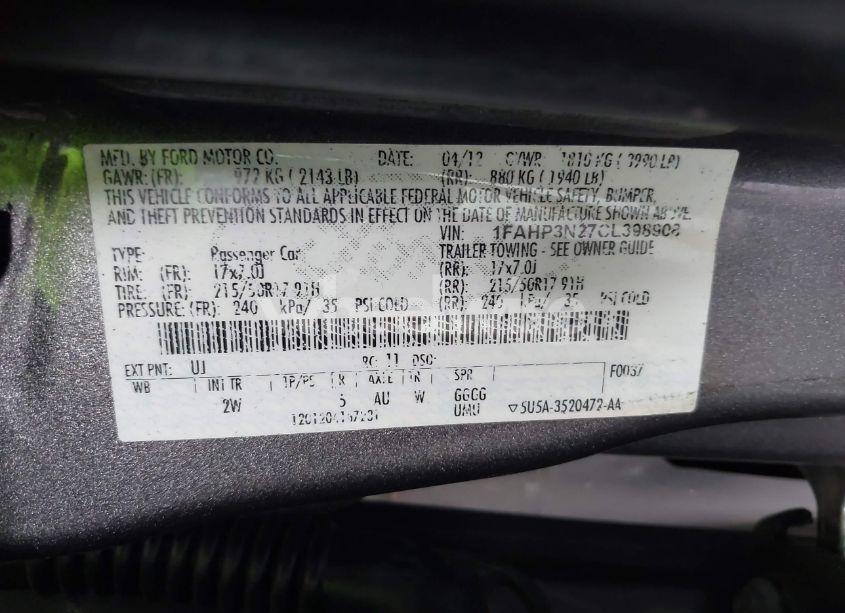 MFD. BY FORD MOTOR CO. DATE: 04/12 GVWR: 1810 KG ( 3990 LB)
GAWR: (FR): 972 KG ( 2143 LB) (RR): 880 KG ( 1940 LB)
THIS VEHICLE CONFORMS TO ALL APPLICABLE FEDERAL MOTOR VEHICLE SAFETY, BUMPER,
AND THEFT PREVENTION STANDARDS IN EFFECT ON THE DATE OF MANUFACTURE SHOWN ABOVE.
VIN: 1FAHP3N27CL398908
TYPE: Passenger Car TRAILER TOWING - SEE OWNER GUIDE
RIM: (FR): 17x7.0J (RR): 17x7.0J
TIRE: (FR): 215/50R17 91H (RR): 215/50R17 91H
PRESSURE: (FR): 240 kPa/ 35 PSI COLD (RR): 240 kPa/ 35 PSI COLD
EXT PNT: UJ RC: 11 DSO: F0037
WB INT TR TP/PS R AXLE TR SPR
2W 5 AU W GGCG
UMU
5U5A-3520472-AA